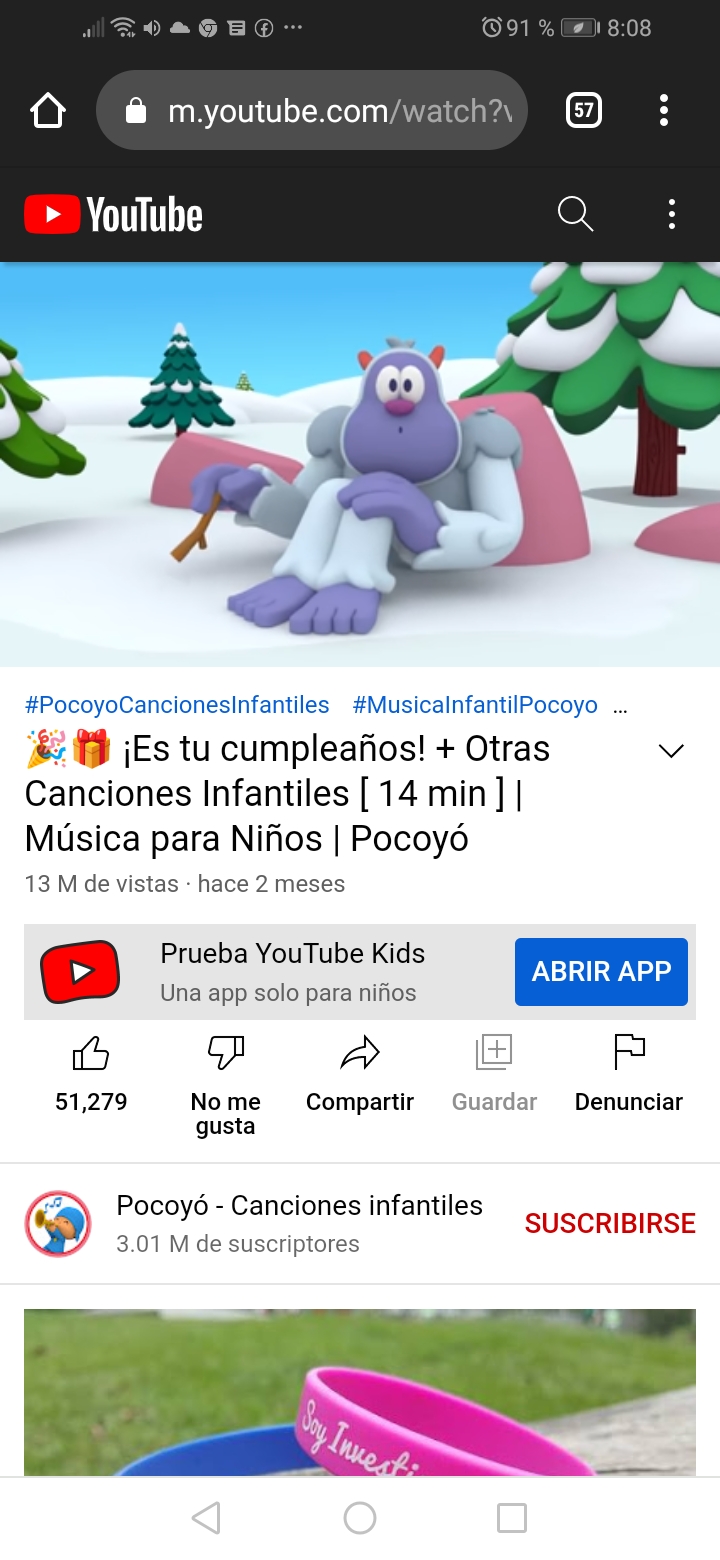 91 % 8:08
m.youtube.com/watch?v
57
YouTube
#PocoyoCancionesInfantiles #MusicaInfantilPocoyo ...
🎉🎁 ¡Es tu cumpleaños! + Otras
Canciones Infantiles [ 14 min ] |
Música para Niños | Pocoyó
13 M de vistas · hace 2 meses
Prueba YouTube Kids
Una app solo para niños
ABRIR APP
51,279
No me
gusta
Compartir
Guardar
Denunciar
Pocoyó - Canciones infantiles
3.01 M de suscriptores
SUSCRIBIRSE
Soy Investi